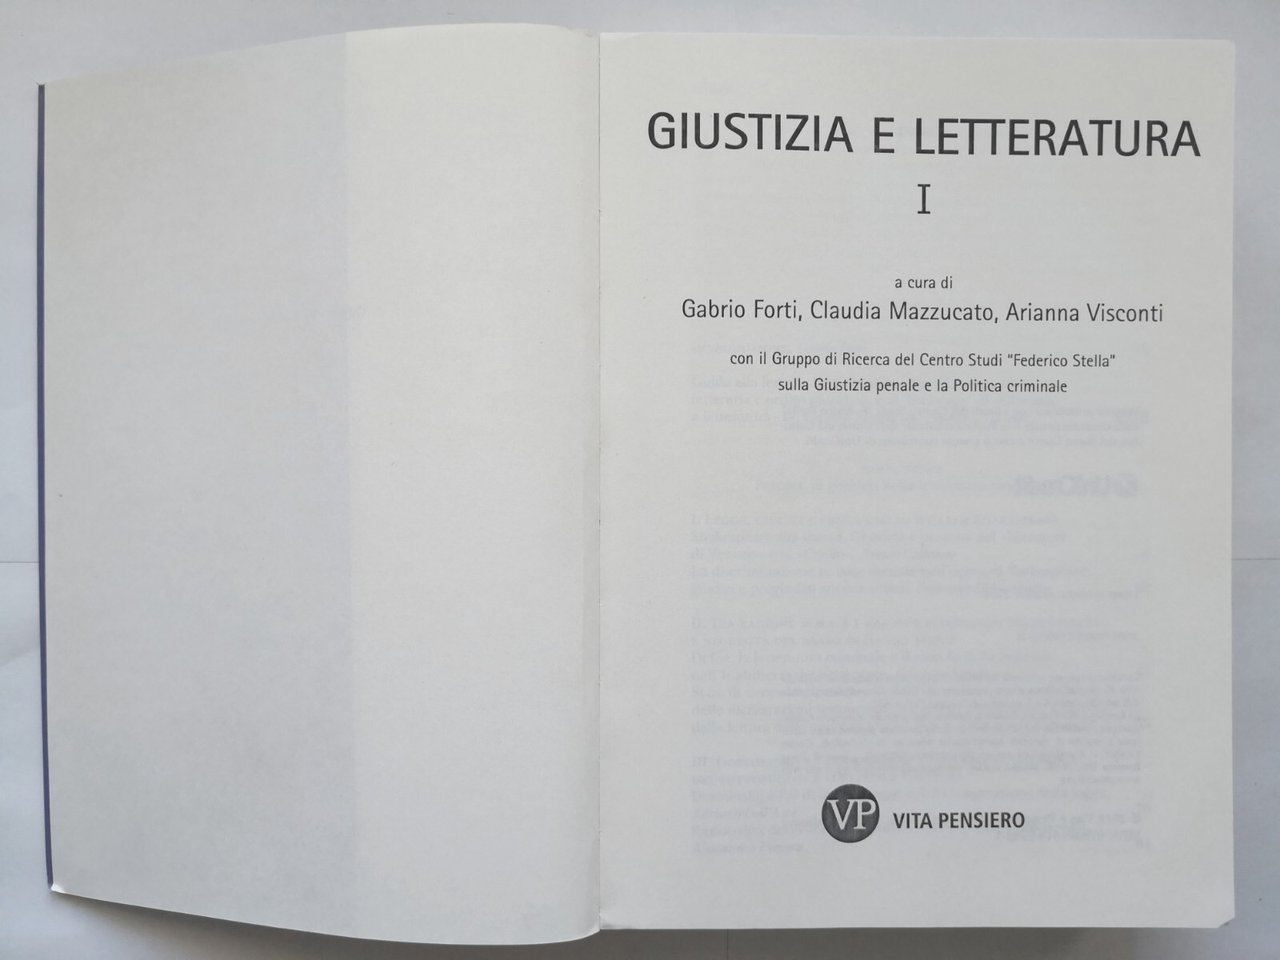 GIUSTIZIA E LETTERATURA
I
a cura di
Gabrio Forti, Claudia Mazzucato, Arianna Visconti
con il Gruppo di Ricerca del Centro Studi "Federico Stella"
sulla Giustizia penale e la Politica criminale
VP VITA PENSIERO